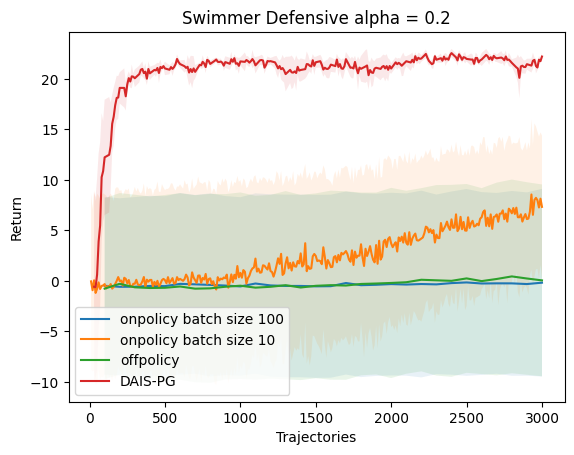 Swimmer Defensive alpha = 0.2
Return
20
15
10
5
0
−5
−10
onpolicy batch size 100
onpolicy batch size 10
offpolicy
DAIS-PG
0 500 1000 1500 2000 2500 3000
Trajectories